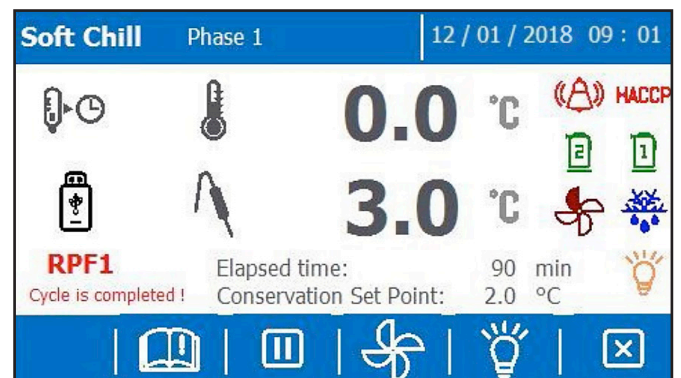 Soft Chill Phase 1 12 / 01 / 2018 09 : 01
0.0 °C HACCP
2 1
3.0 °C
RPF1
Cycle is completed !
Elapsed time: 90 min
Conservation Set Point: 2.0 °C